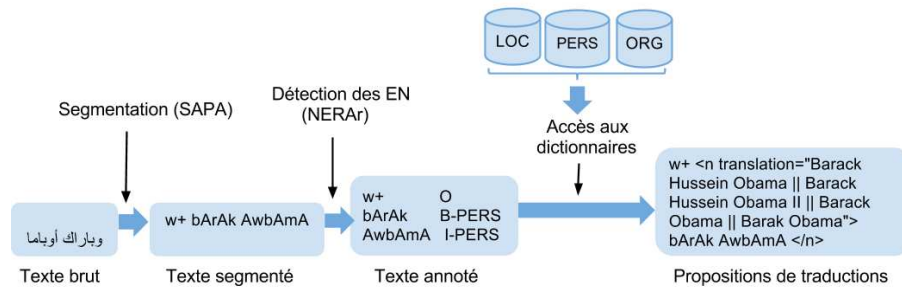 LOC
PERS
ORG
Segmentation (SAPA)
Détection des EN
(NERAr)
Accès aux
dictionnaires
وباراك أوباما
w+ bArAk AwbAmA
w+ O
bArAk B-PERS
AwbAmA I-PERS
w+ <n translation="Barack
Hussein Obama || Barack
Hussein Obama II || Barack
Obama || Barak Obama">
bArAk AwbAmA </n>
Texte brut
Texte segmenté
Texte annoté
Propositions de traductions